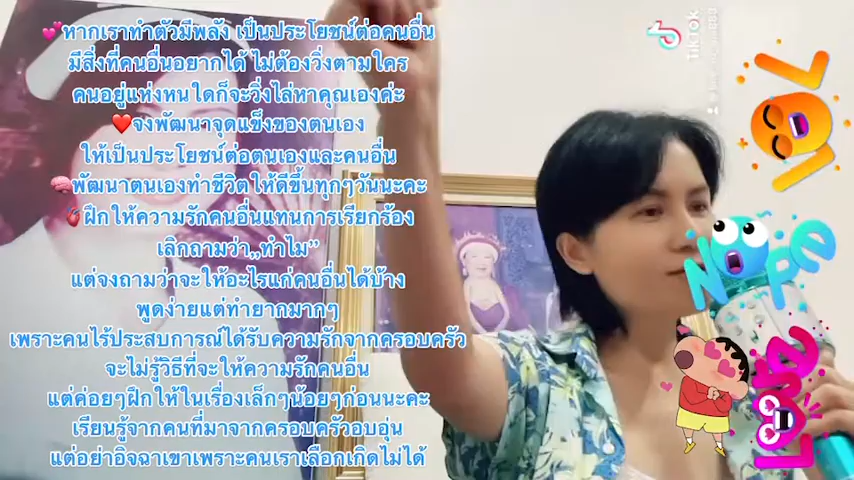 💕หากเราทำตัวมีพลัง เป็นประโยชน์ต่อคนอื่น
มีสิ่งที่คนอื่นอยากได้ ไม่ต้องวิ่งตามใคร
คนอยู่แห่งหนใดก็จะวิ่งไล่หาคุณเองค่ะ
❤️จงพัฒนาจุดแข็งของตนเอง
ให้เป็นประโยชน์ต่อตนเองและคนอื่น
🧠พัฒนาตนเองทำชีวิตให้ดีขึ้นทุกๆวันนะคะ
🫀ฝึกให้ความรักคนอื่นแทนการเรียกร้อง
เลิกถามว่า,,ทำไม”
แต่จงถามว่าจะให้อะไรแก่คนอื่นได้บ้าง
พูดง่ายแต่ทำยากมากๆ
เพราะคนไร้ประสบการณ์ได้รับความรักจากครอบครัว
จะไม่รู้วิธีที่จะให้ความรักคนอื่น
แต่ค่อยๆฝึกให้ในเรื่องเล็กๆน้อยๆก่อนนะคะ
เรียนรู้จากคนที่มาจากครอบครัวอบอุ่น
แต่อย่าอิจฉาเขาเพราะคนเราเลือกเกิดไม่ได้
TikTok
LOL
Nope
Love